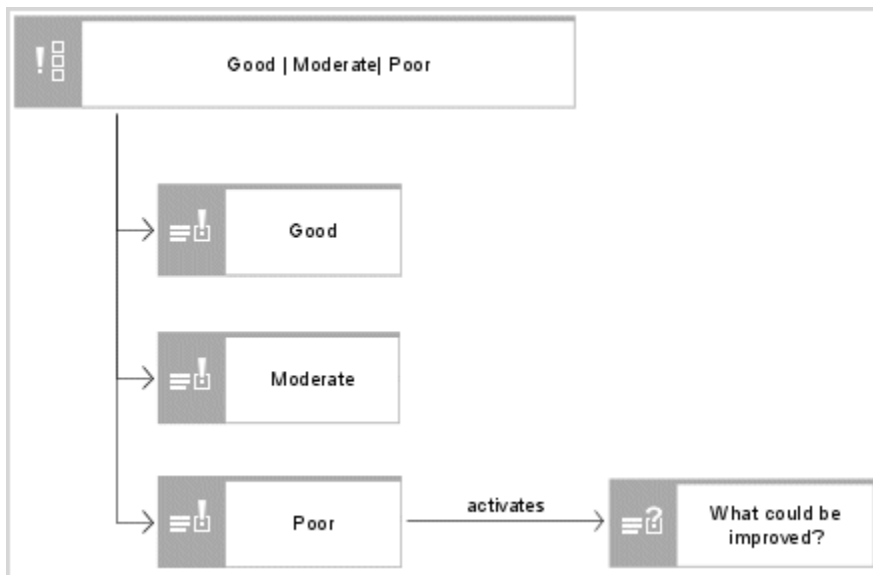 Good | Moderate| Poor
Good
Moderate
Poor
activates
What could be
improved?